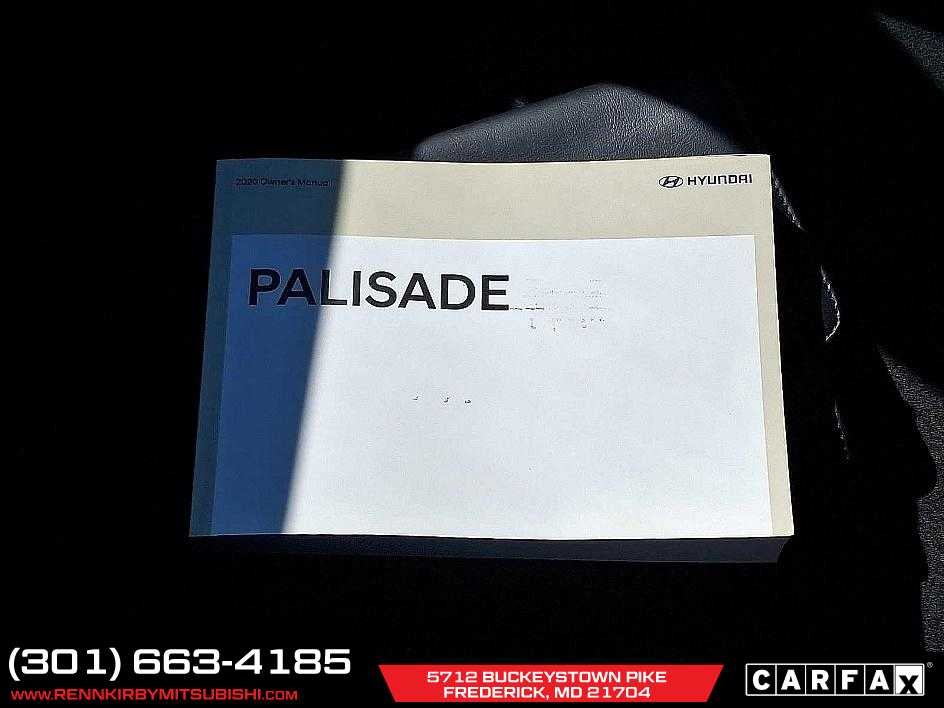 2020 Owner's Manual
HYUNDAI
PALISADE
(301) 663-4185
WWW.RENNKIRBYMITSUBISHI.COM
5712 BUCKEYSTOWN PIKE
FREDERICK, MD 21704
CARFAX